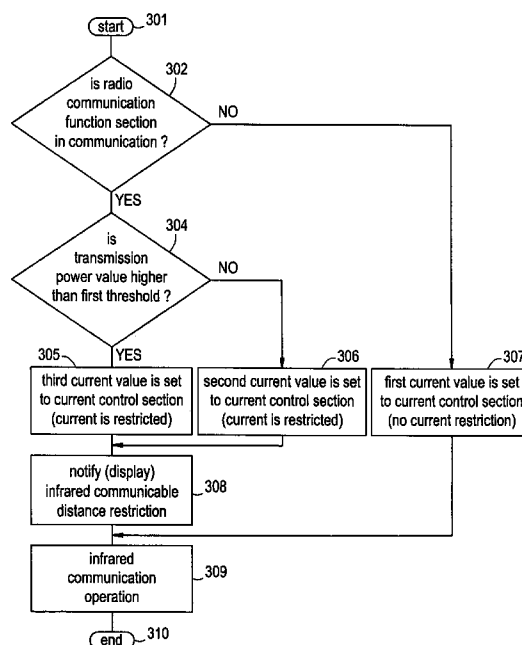 start
301
302
is radio
communication
function section
in communication ?
NO
YES
304
is
transmission
power value higher
than first threshold ?
NO
YES
305
306
307
third current value is set
to current control section
(current is restricted)
second current value is set
to current control section
(current is restricted)
first current value is set
to current control section
(no current restriction)
notify (display)
infrared communicable
distance restriction
308
infrared
communication
operation
309
end
310